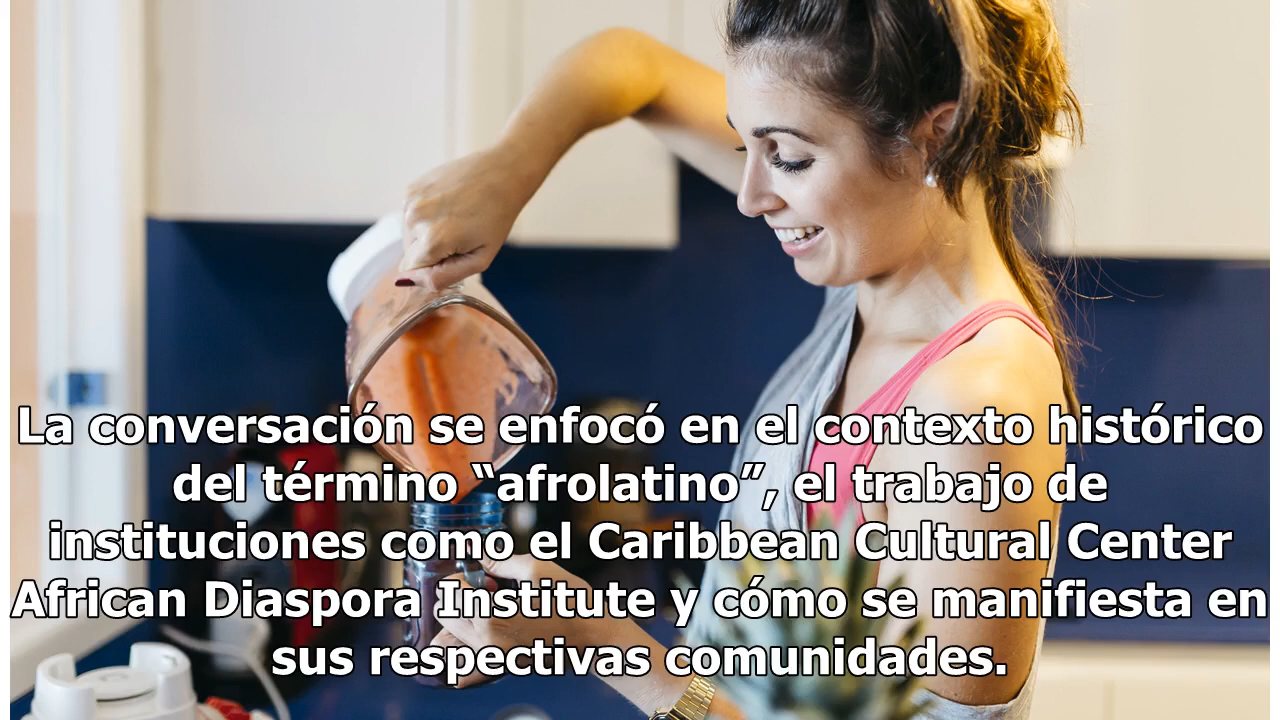 La conversación se enfocó en el contexto histórico
del término “afrolatino”, el trabajo de
instituciones como el Caribbean Cultural Center
African Diaspora Institute y cómo se manifiesta en
sus respectivas comunidades.